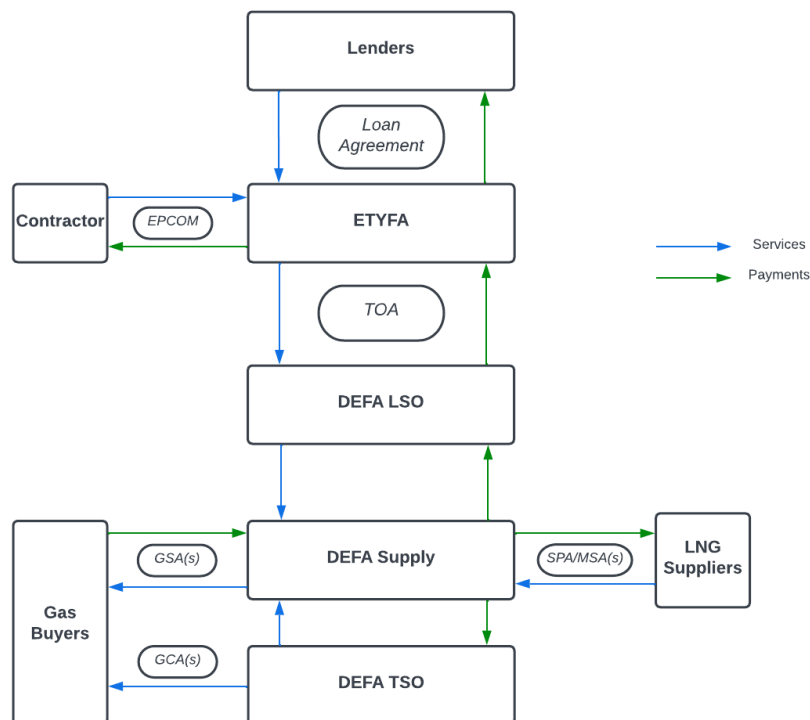 Lenders
Loan
Agreement
Contractor
EPCOM
ETYFA
Services
Payments
TOA
DEFA LSO
GSA(s)
DEFA Supply
SPA/MSA(s)
LNG
Suppliers
Gas
Buyers
GCA(s)
DEFA TSO